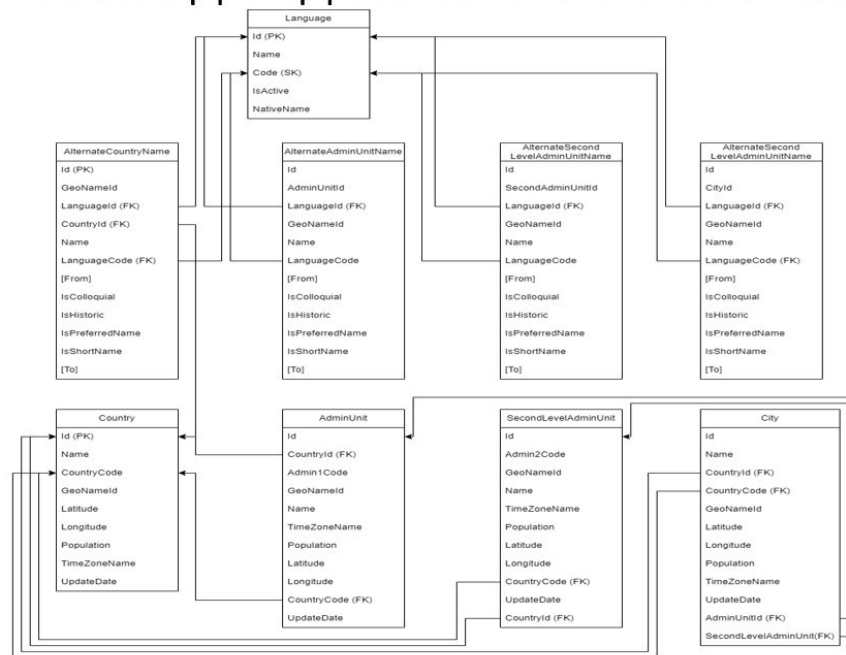 Language
Id (PK)
Name
Code (SK)
IsActive
NativeName
AlternateCountryName
Id (PK)
GeoNameId
LanguageId (FK)
CountryId (FK)
Name
LanguageCode (FK)
[From]
IsColloquial
IsHistoric
IsPreferredName
IsShortName
[To]
AlternateAdminUnitName
Id
AdminUnitId
LanguageId (FK)
GeoNameId
Name
LanguageCode
[From]
IsColloquial
IsHistoric
IsPreferredName
IsShortName
[To]
AlternateSecond
LevelAdminUnitName
Id
SecondAdminUnitId
LanguageId (FK)
GeoNameId
Name
LanguageCode
[From]
IsColloquial
IsHistoric
IsPreferredName
IsShortName
[To]
AlternateSecond
LevelAdminUnitName
Id
CityId
LanguageId (FK)
GeoNameId
Name
LanguageCode (FK)
[From]
IsColloquial
IsHistoric
IsPreferredName
IsShortName
[To]
Country
Id (PK)
Name
CountryCode
GeoNameId
Latitude
Longitude
Population
TimeZoneName
UpdateDate
AdminUnit
Id
CountryId (FK)
Admin1Code
GeoNameId
Name
TimeZoneName
Population
Latitude
Longitude
CountryCode (FK)
UpdateDate
SecondLevelAdminUnit
Id
Admin2Code
GeoNameId
Name
TimeZoneName
Population
Latitude
Longitude
CountryCode (FK)
UpdateDate
CountryId (FK)
City
Id
Name
CountryId (FK)
CountryCode (FK)
GeoNameId
Latitude
Longitude
Population
TimeZoneName
UpdateDate
AdminUnitId (FK)
SecondLevelAdminUnit(FK)